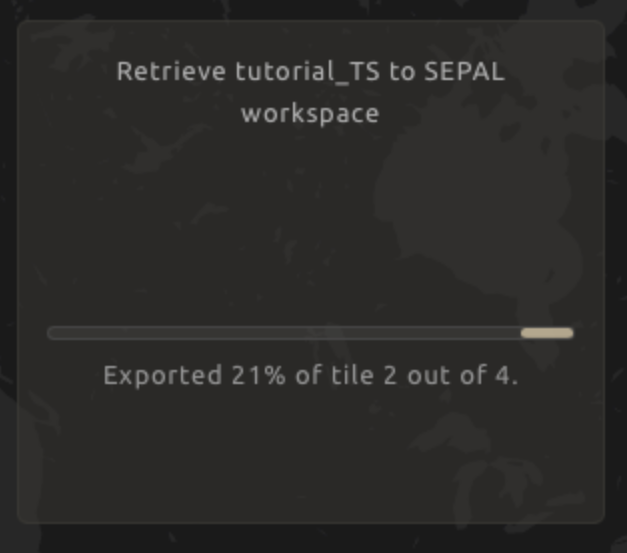 Retrieve tutorial_TS to SEPAL
workspace
Exported 21% of tile 2 out of 4.